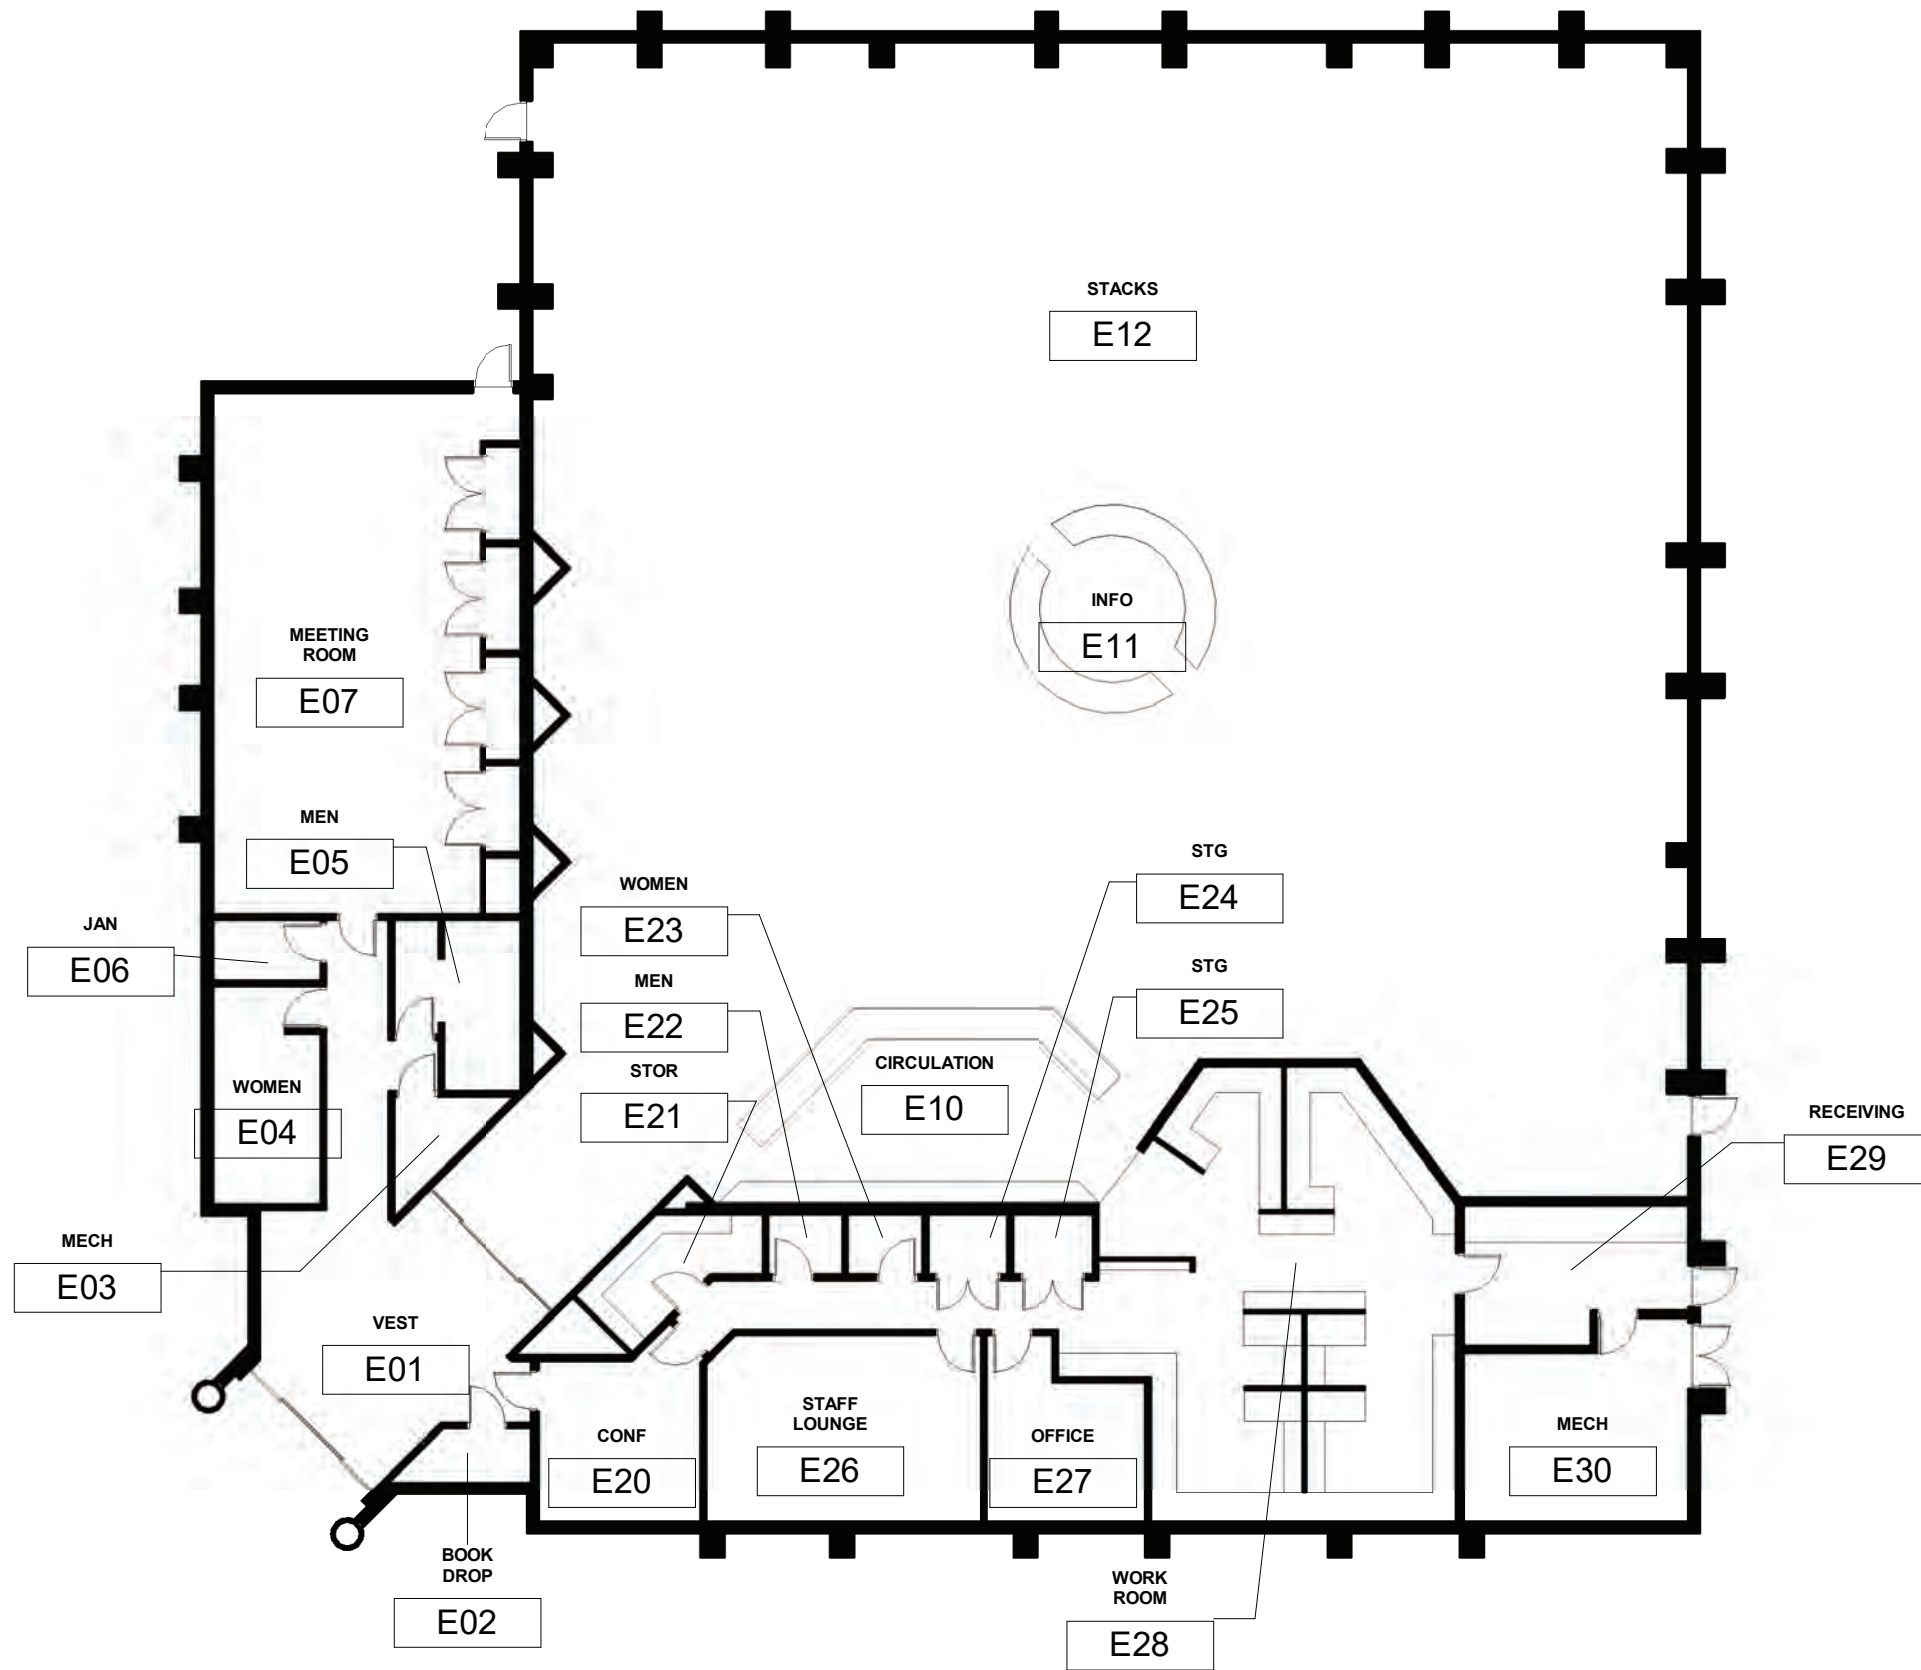 STACKS
E12
INFO
E11
MEETING
ROOM
E07
MEN
E05
STG
E24
WOMEN
E23
JAN
E06
STG
E25
MEN
E22
STOR
E21
CIRCULATION
E10
WOMEN
E04
RECEIVING
E29
MECH
E03
VEST
E01
CONF
E20
STAFF
LOUNGE
E26
OFFICE
E27
MECH
E30
BOOK
DROP
E02
WORK
ROOM
E28